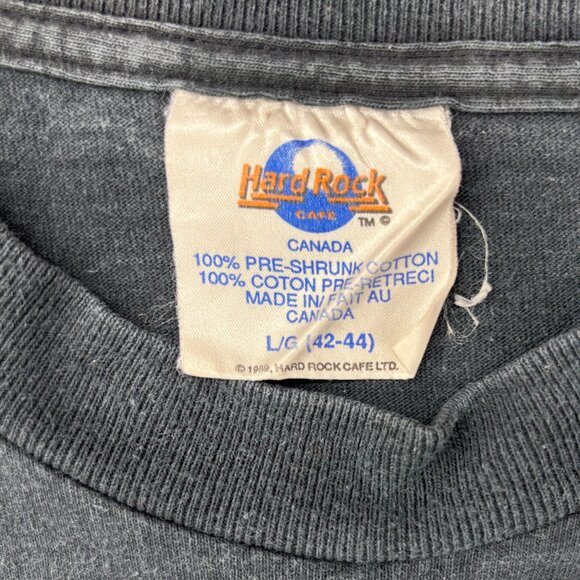 Hard Rock
CAFE
TM ©
CANADA
100% PRE-SHRUNK COTTON
100% COTON PRE-RETRECI
MADE IN/FAIT AU
CANADA
L/G (42-44)
© 1989, HARD ROCK CAFE LTD.